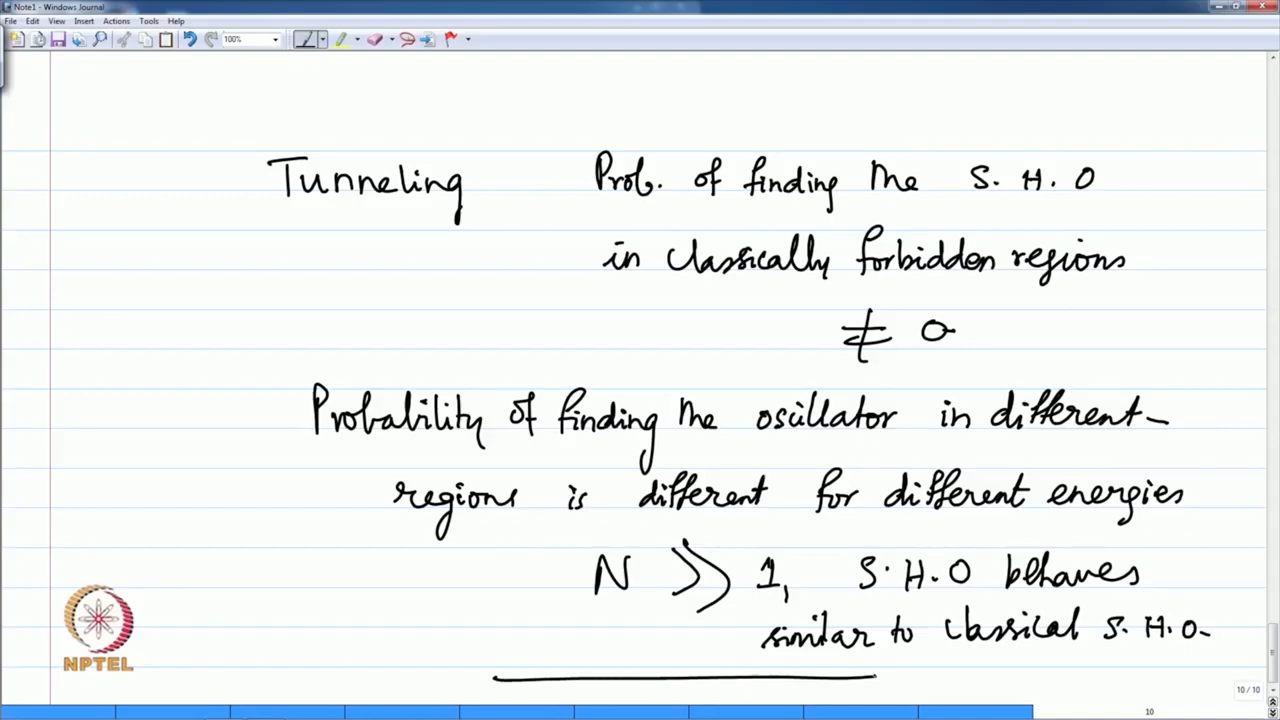 Note1 - Windows Journal
File Edit View Insert Actions Tools Help
100%
Tunneling Prob. of finding the S. H. O
in classically forbidden regions
≠ 0
Probability of finding the oscillator in different
regions is different for different energies
N >> 1, S. H. O behaves
similar to classical S. H. O.
NPTEL
10 / 10
10